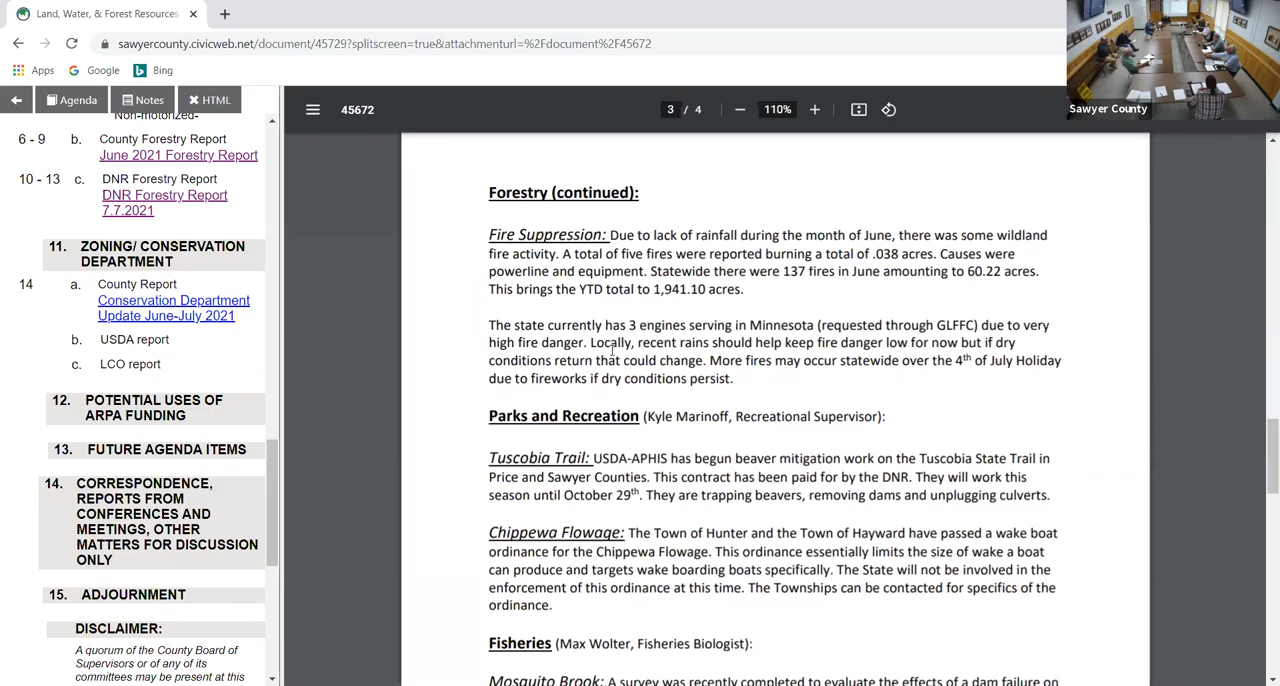 Land, Water, & Forest Resources
sawyercounty.civicweb.net/document/45729?splitscreen=true&attachmenturl=%2Fdocument%2F45672
Apps Google Bing
Agenda Notes HTML
45672 3 / 4 110%
Sawyer County
Non-motorized-
6 - 9 b. County Forestry Report
June 2021 Forestry Report
10 - 13 c. DNR Forestry Report
DNR Forestry Report
7.7.2021
11. ZONING/ CONSERVATION
DEPARTMENT
14 a. County Report
Conservation Department
Update June-July 2021
b. USDA report
c. LCO report
12. POTENTIAL USES OF
ARPA FUNDING
13. FUTURE AGENDA ITEMS
14. CORRESPONDENCE,
REPORTS FROM
CONFERENCES AND
MEETINGS, OTHER
MATTERS FOR DISCUSSION
ONLY
15. ADJOURNMENT
DISCLAIMER:
A quorum of the County Board of
Supervisors or of any of its
committees may be present at this
Forestry (continued):
Fire Suppression: Due to lack of rainfall during the month of June, there was some wildland
fire activity. A total of five fires were reported burning a total of .038 acres. Causes were
powerline and equipment. Statewide there were 137 fires in June amounting to 60.22 acres.
This brings the YTD total to 1,941.10 acres.
The state currently has 3 engines serving in Minnesota (requested through GLFFC) due to very
high fire danger. Locally, recent rains should help keep fire danger low for now but if dry
conditions return that could change. More fires may occur statewide over the 4th of July Holiday
due to fireworks if dry conditions persist.
Parks and Recreation (Kyle Marinoff, Recreational Supervisor):
Tuscobia Trail: USDA-APHIS has begun beaver mitigation work on the Tuscobia State Trail in
Price and Sawyer Counties. This contract has been paid for by the DNR. They will work this
season until October 29th. They are trapping beavers, removing dams and unplugging culverts.
Chippewa Flowage: The Town of Hunter and the Town of Hayward have passed a wake boat
ordinance for the Chippewa Flowage. This ordinance essentially limits the size of wake a boat
can produce and targets wake boarding boats specifically. The State will not be involved in the
enforcement of this ordinance at this time. The Townships can be contacted for specifics of the
ordinance.
Fisheries (Max Wolter, Fisheries Biologist):
Mosquito Brook: A survey was recently completed to evaluate the effects of a dam failure on